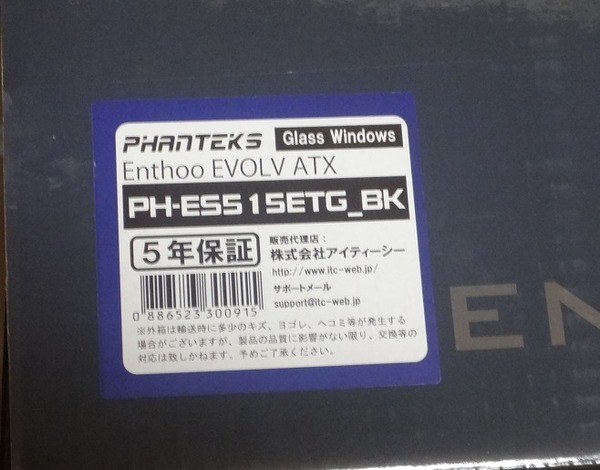 PHANTEKS Glass Windows
Enthoo EVOLV ATX
PH-ES515ETG_BK
5年保証
販売代理店：
株式会社アイティーシー
http://www.itc-web.jp/
サポートメール
support@itc-web.jp
0 886523 300915
※外箱は輸送時に多少のキズ、ヨゴレ、ヘコミ等が発生する
場合がございますが、製品の品質に影響がない限り、交換等の
対応は致しかねます。予めご了承ください。
EN